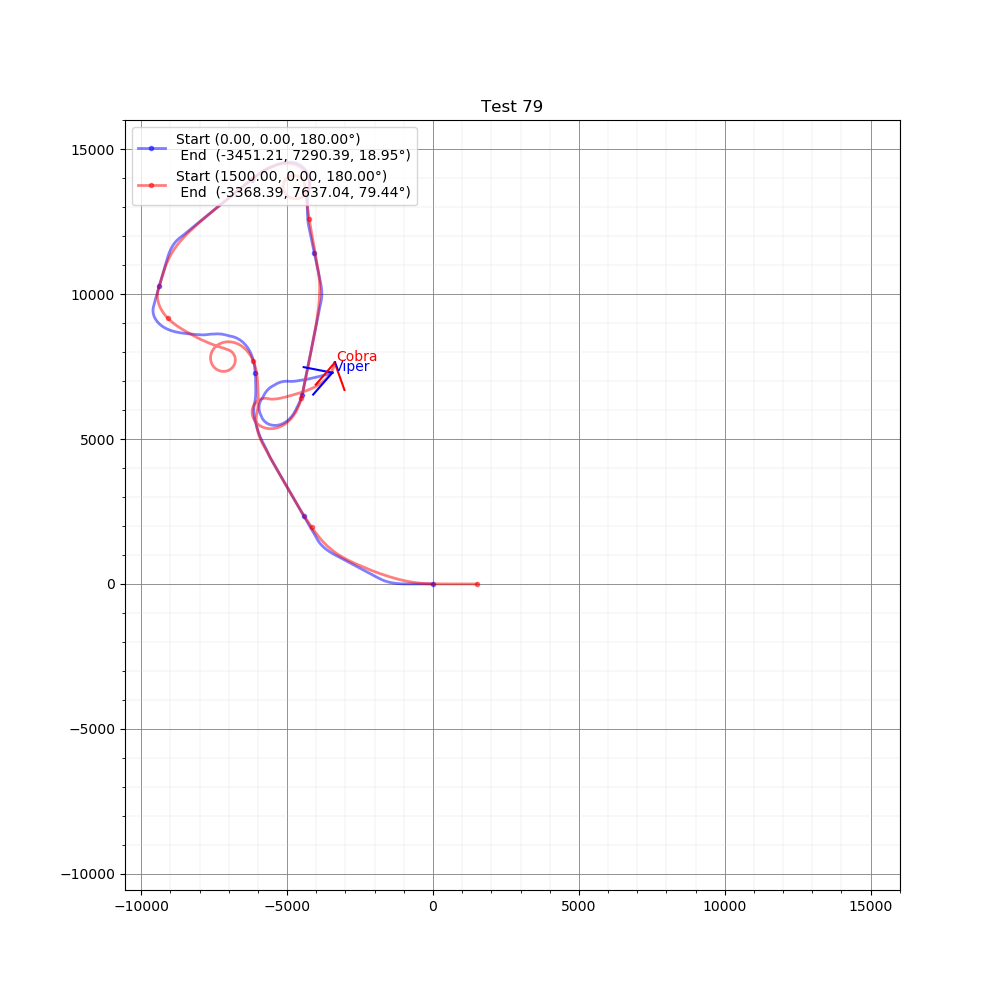 Test 79
Start (0.00, 0.00, 180.00°)
End  (-3451.21, 7290.39, 18.95°)
Start (1500.00, 0.00, 180.00°)
End  (-3368.39, 7637.04, 79.44°)
15000
10000
5000
0
−5000
−10000
Cobra
Viper
−10000
−5000
0
5000
10000
15000